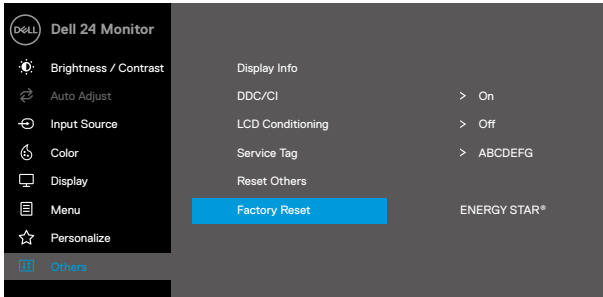 DELL Dell 24 Monitor
Brightness / Contrast Display Info
Auto Adjust DDC/CI > On
Input Source LCD Conditioning > Off
Color Service Tag > ABCDEFG
Display Reset Others
Menu Factory Reset ENERGY STAR®
Personalize
Others